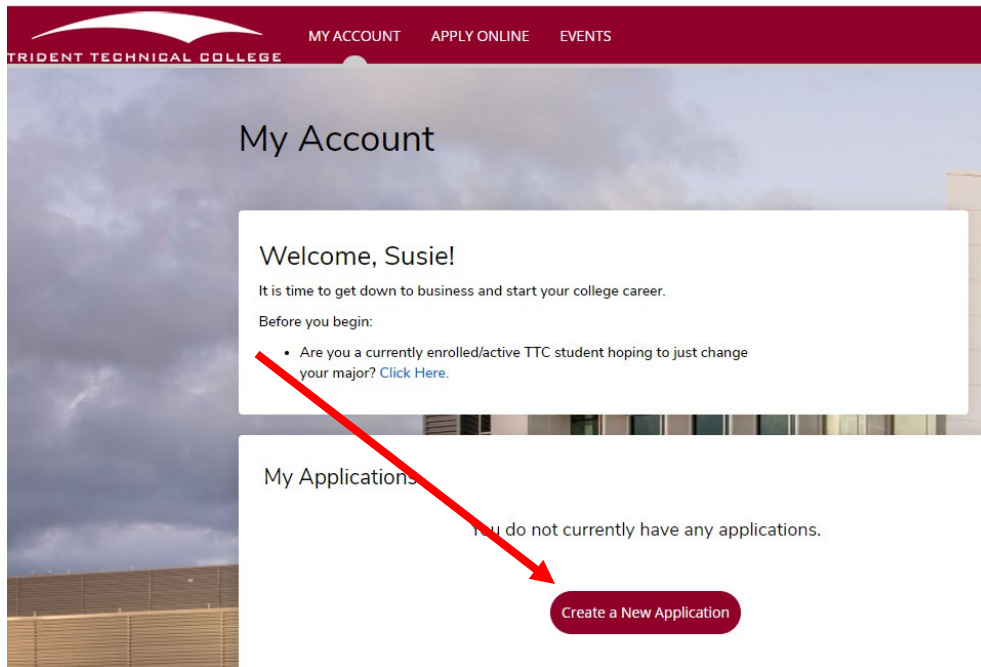 MY ACCOUNT APPLY ONLINE EVENTS
TRIDENT TECHNICAL COLLEGE
My Account
Welcome, Susie!
It is time to get down to business and start your college career.
Before you begin:
• Are you a currently enrolled/active TTC student hoping to just change
your major? Click Here.
My Applications
You do not currently have any applications.
Create a New Application